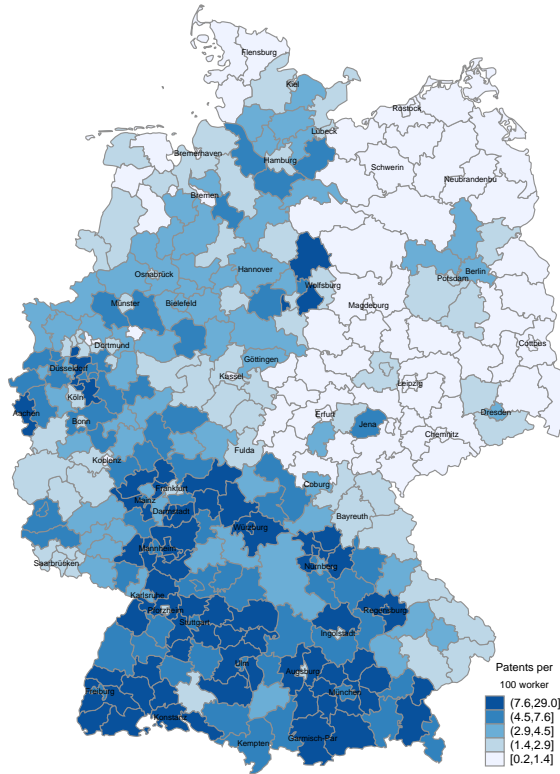 Flensburg
Kiel
Rostock
Lübeck
Bremerhaven
Hamburg
Schwerin
Neubrandenbu
Bremen
Osnabrück
Hannover
Potsdam
Berlin
Wolfsburg
Münster
Bielefeld
Magdeburg
Dortmund
Cottbus
Göttingen
Düsseldorf
Kassel
Leipzig
Köln
Aachen
Erfurt
Jena
Dresden
Bonn
Chemnitz
Fulda
Koblenz
Coburg
Frankfurt
Mainz
Darmstadt
Bayreuth
Würzburg
Mannheim
Saarbrücken
Nürnberg
Karlsruhe
Pforzheim
Regensburg
Stuttgart
Ingolstadt
Ulm
Augsburg
Freiburg
München
Konstanz
Kempten
Garmisch-Par
Patents per
100 worker
(7.6,29.0]
(4.5,7.6]
(2.9,4.5]
(1.4,2.9]
[0.2,1.4]